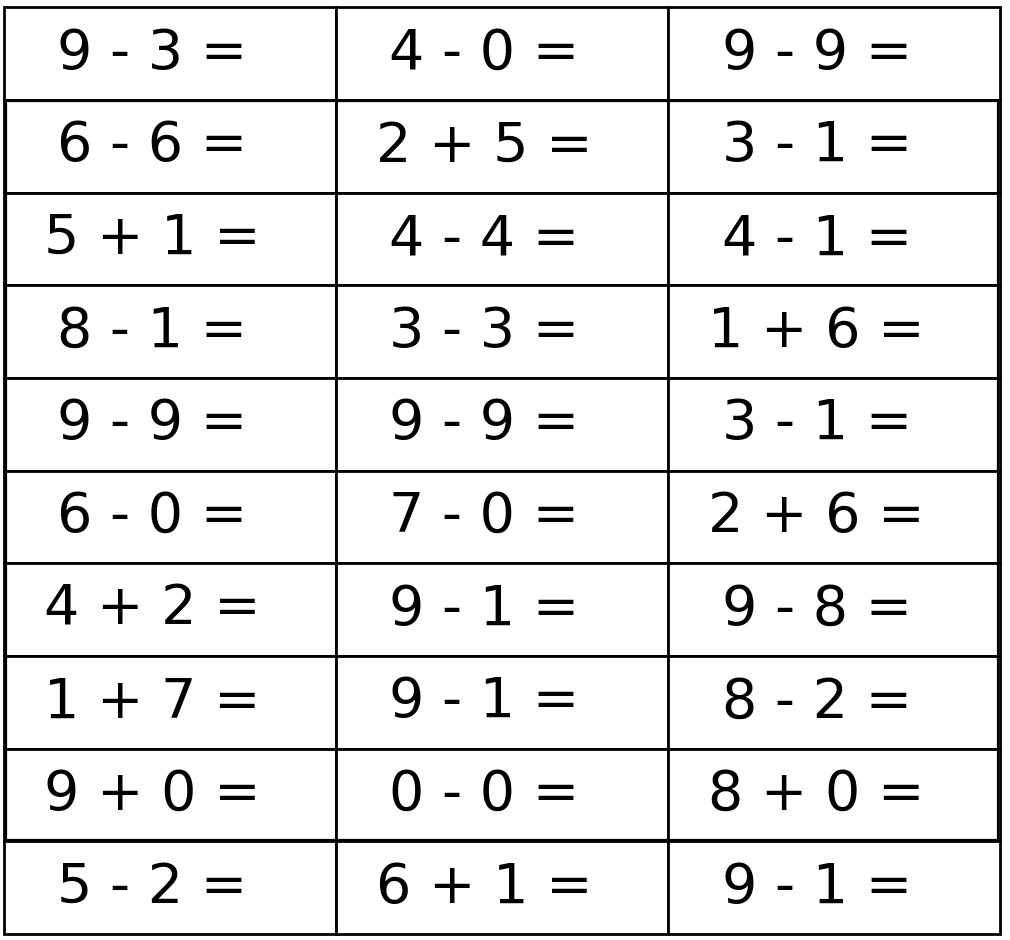 9 - 3 = 4 - 0 = 9 - 9 =
6 - 6 = 2 + 5 = 3 - 1 =
5 + 1 = 4 - 4 = 4 - 1 =
8 - 1 = 3 - 3 = 1 + 6 =
9 - 9 = 9 - 9 = 3 - 1 =
6 - 0 = 7 - 0 = 2 + 6 =
4 + 2 = 9 - 1 = 9 - 8 =
1 + 7 = 9 - 1 = 8 - 2 =
9 + 0 = 0 - 0 = 8 + 0 =
5 - 2 = 6 + 1 = 9 - 1 =